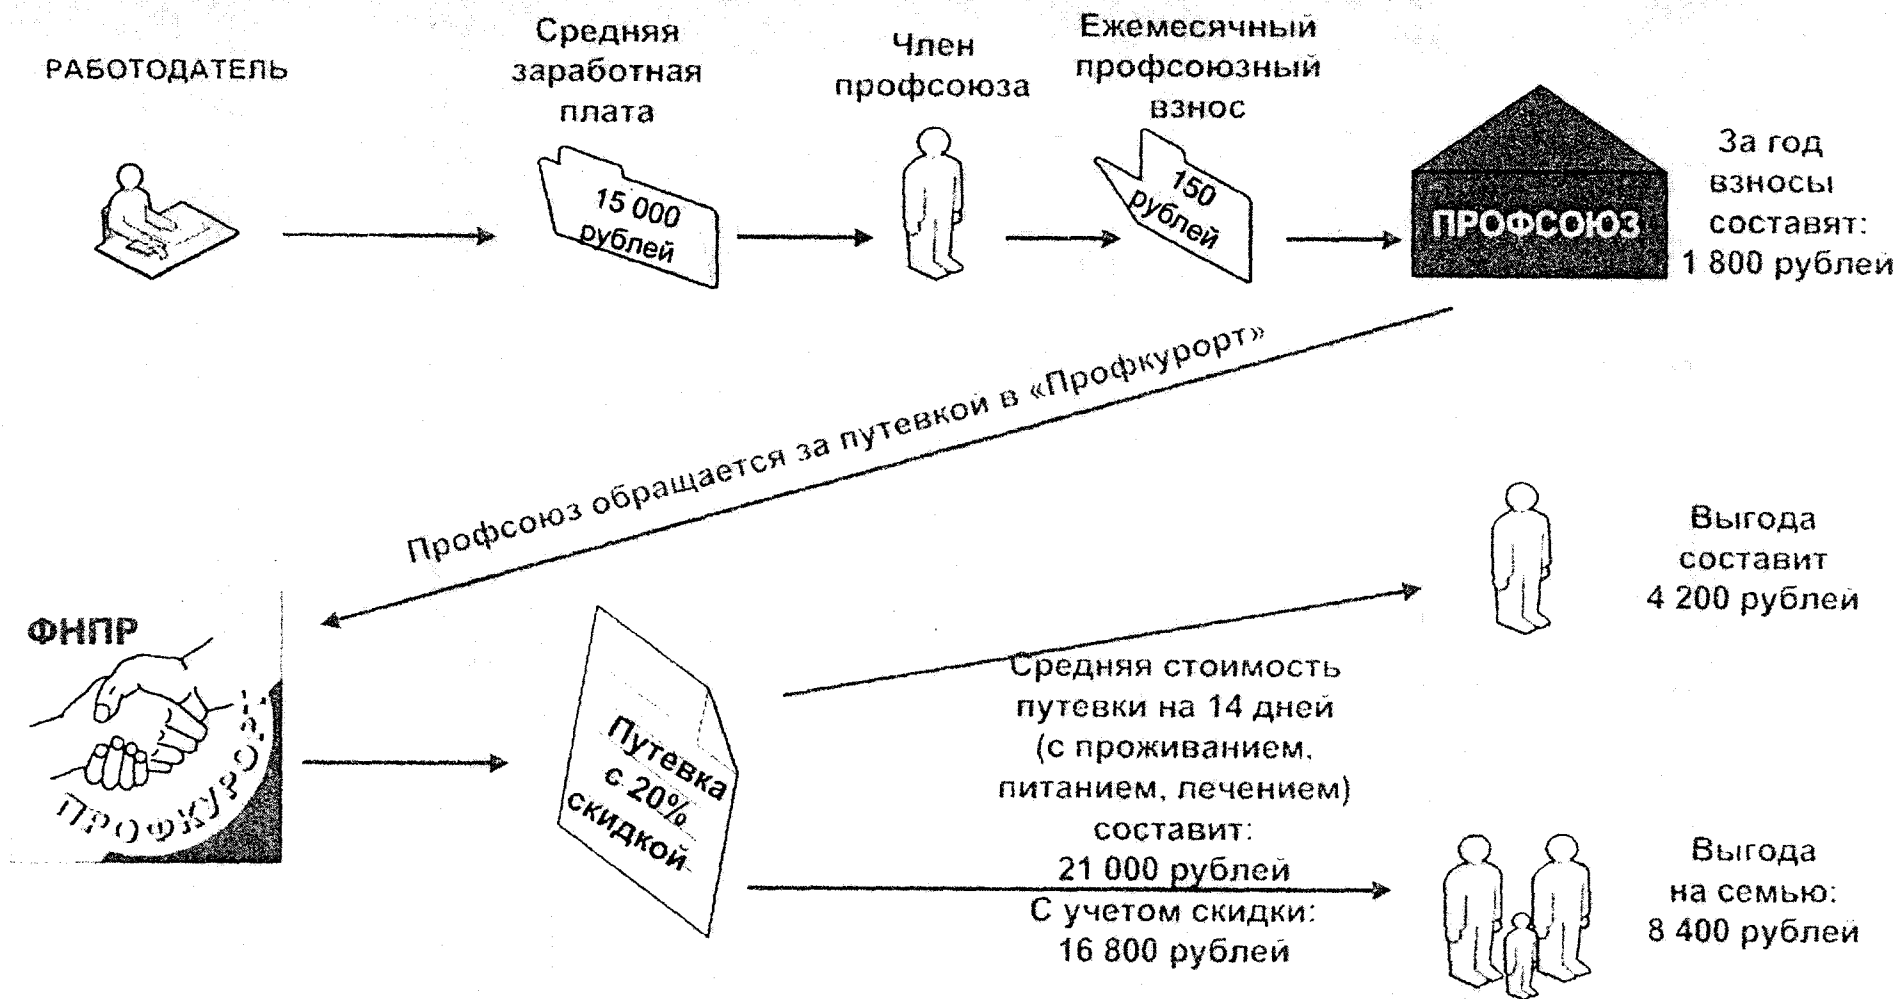 РАБОТОДАТЕЛЬ
Средняя
заработная
плата
15 000
рублей
Член
профсоюза
Ежемесячный
профсоюзный
взнос
150
рублей
ПРОФСОЮЗ
За год
взносы
составят:
1 800 рублей
Профсоюз обращается за путевкой в «Профкурорт»
ФНПР
ПРОФКУРОРТ
Путевка
с 20%
скидкой
Средняя стоимость
путевки на 14 дней
(с проживанием,
питанием, лечением)
составит:
21 000 рублей
С учетом скидки:
16 800 рублей
Выгода
составит
4 200 рублей
Выгода
на семью:
8 400 рублей